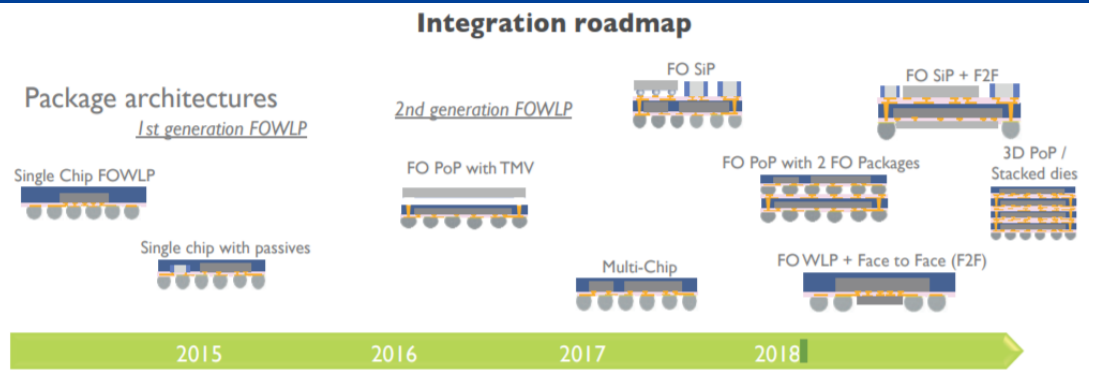 Integration roadmap
Package architectures
1st generation FOWLP
2nd generation FOWLP
FO SiP
FO SiP + F2F
Single Chip FOWLP
FO PoP with TMV
FO PoP with 2 FO Packages
3D PoP /
Stacked dies
Single chip with passives
Multi-Chip
FO WLP + Face to Face (F2F)
2015
2016
2017
2018